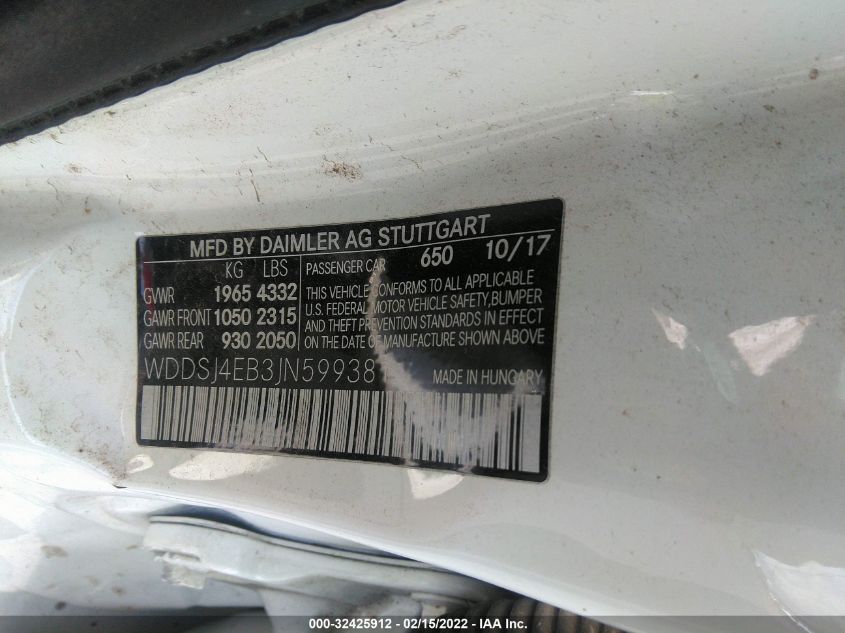 MFD BY DAIMLER AG STUTTGART
KG LBS
GVWR 1965 4332
GAWR FRONT 1050 2315
GAWR REAR 930 2050
PASSENGER CAR 650 10/17
THIS VEHICLE CONFORMS TO ALL APPLICABLE
U.S. FEDERAL MOTOR VEHICLE SAFETY, BUMPER
AND THEFT PREVENTION STANDARDS IN EFFECT
ON THE DATE OF MANUFACTURE SHOWN ABOVE
WDDSJ4EB3JN59938
MADE IN HUNGARY
000-32425912 - 02/15/2022 - IAA Inc.